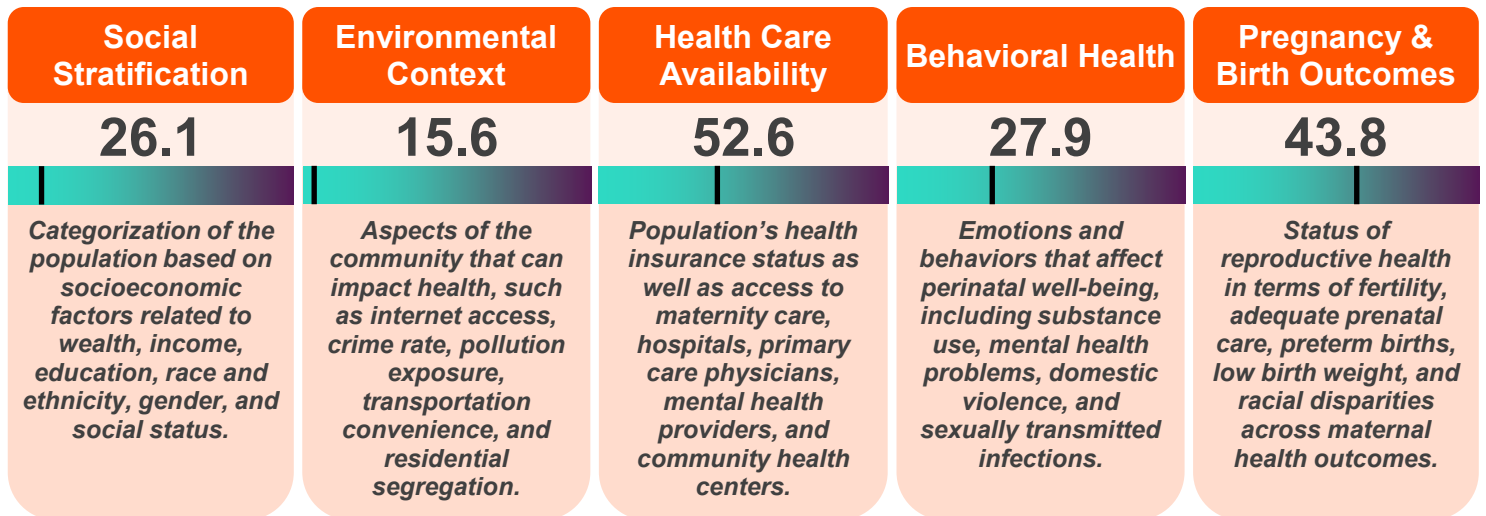 Social
Stratification
26.1
Categorization of the
population based on
socioeconomic
factors related to
wealth, income,
education, race and
ethnicity, gender, and
social status.
Environmental
Context
15.6
Aspects of the
community that can
impact health, such
as internet access,
crime rate, pollution
exposure,
transportation
convenience, and
residential
segregation.
Health Care
Availability
52.6
Population’s health
insurance status as
well as access to
maternity care,
hospitals, primary
care physicians,
mental health
providers, and
community health
centers.
Behavioral Health
27.9
Emotions and
behaviors that affect
perinatal well-being,
including substance
use, mental health
problems, domestic
violence, and
sexually transmitted
infections.
Pregnancy &
Birth Outcomes
43.8
Status of
reproductive health
in terms of fertility,
adequate prenatal
care, preterm births,
low birth weight, and
racial disparities
across maternal
health outcomes.